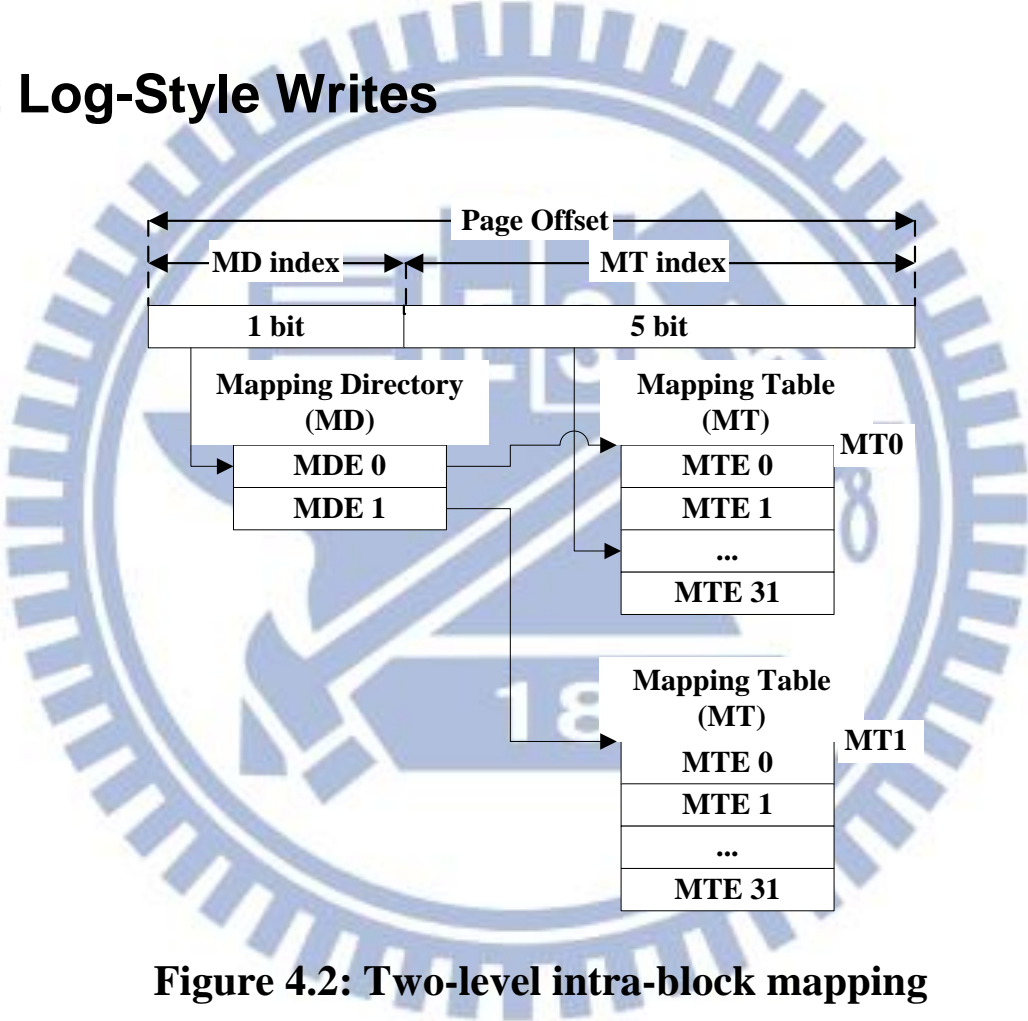 Log-Style Writes
Page Offset
MD index
MT index
1 bit
5 bit
Mapping Directory
(MD)
MDE 0
MDE 1
Mapping Table
(MT)
MT0
MTE 0
MTE 1
...
MTE 31
Mapping Table
(MT)
MT1
MTE 0
MTE 1
...
MTE 31
Figure 4.2: Two-level intra-block mapping